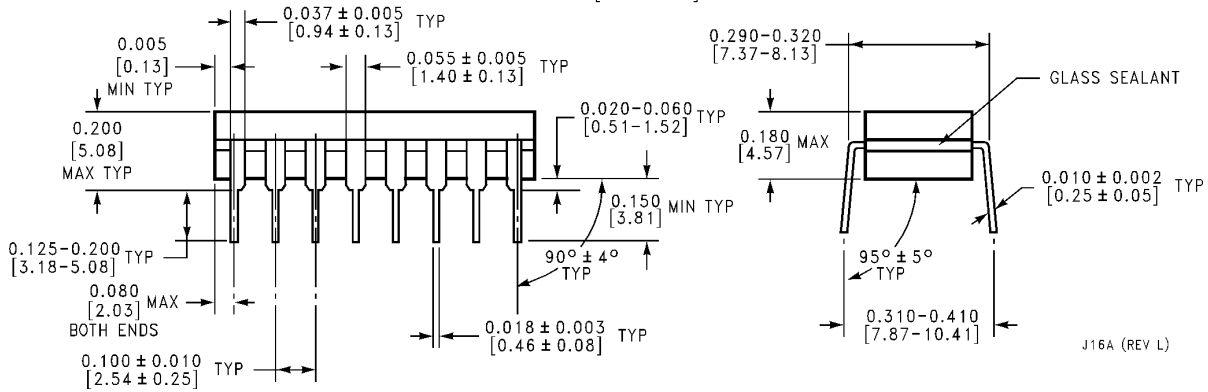 0.037 ± 0.005 TYP
[0.94 ± 0.13]
0.005
[0.13]
MIN TYP
0.055 ± 0.005 TYP
[1.40 ± 0.13]
0.200
[5.08]
MAX TYP
0.020-0.060 TYP
[0.51-1.52]
0.150 MIN TYP
[3.81]
0.125-0.200 TYP
[3.18-5.08]
90° ± 4°
TYP
0.080 MAX
[2.03]
BOTH ENDS
0.018 ± 0.003 TYP
[0.46 ± 0.08]
0.100 ± 0.010 TYP
[2.54 ± 0.25]
0.290-0.320
[7.37-8.13]
GLASS SEALANT
0.180 MAX
[4.57]
0.010 ± 0.002 TYP
[0.25 ± 0.05]
95° ± 5°
TYP
0.310-0.410
[7.87-10.41]
J16A (REV L)